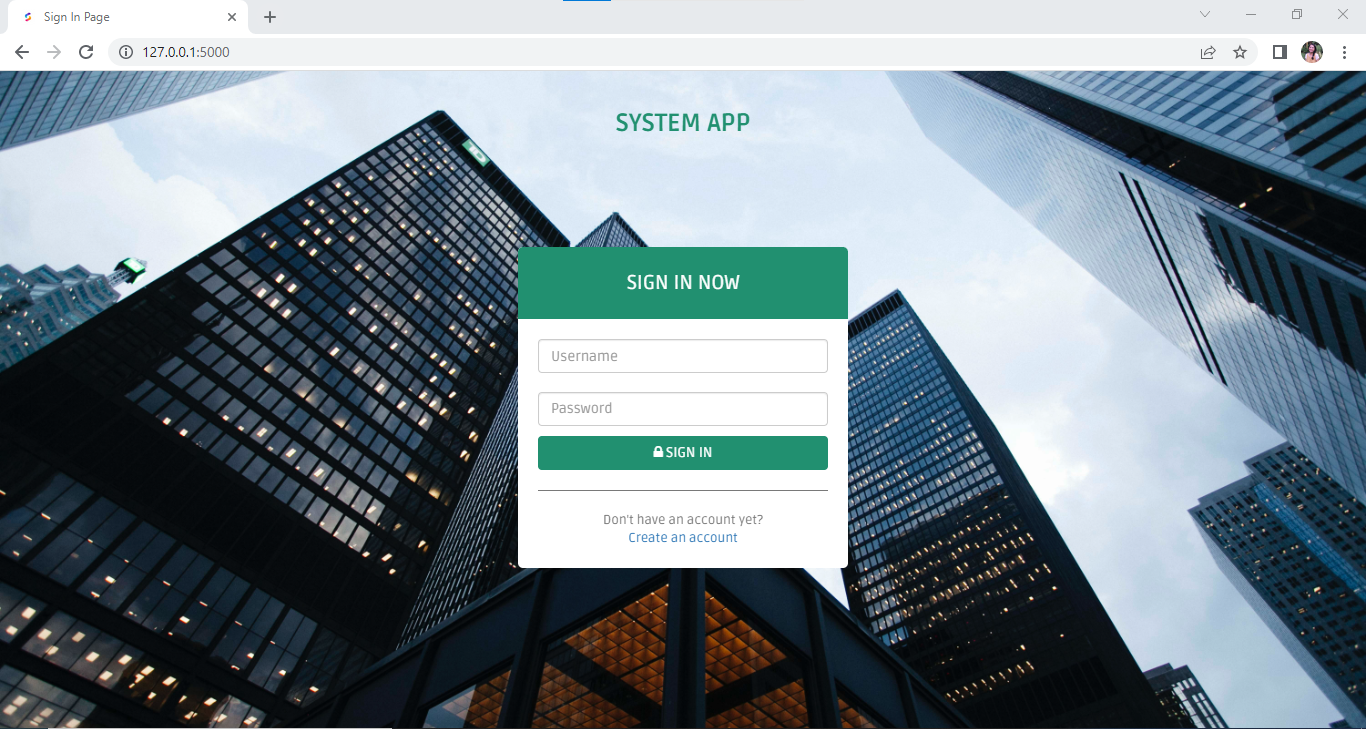 Sign In Page
127.0.0.1:5000
SYSTEM APP
SIGN IN NOW
Username
Password
SIGN IN
Don't have an account yet?
Create an account